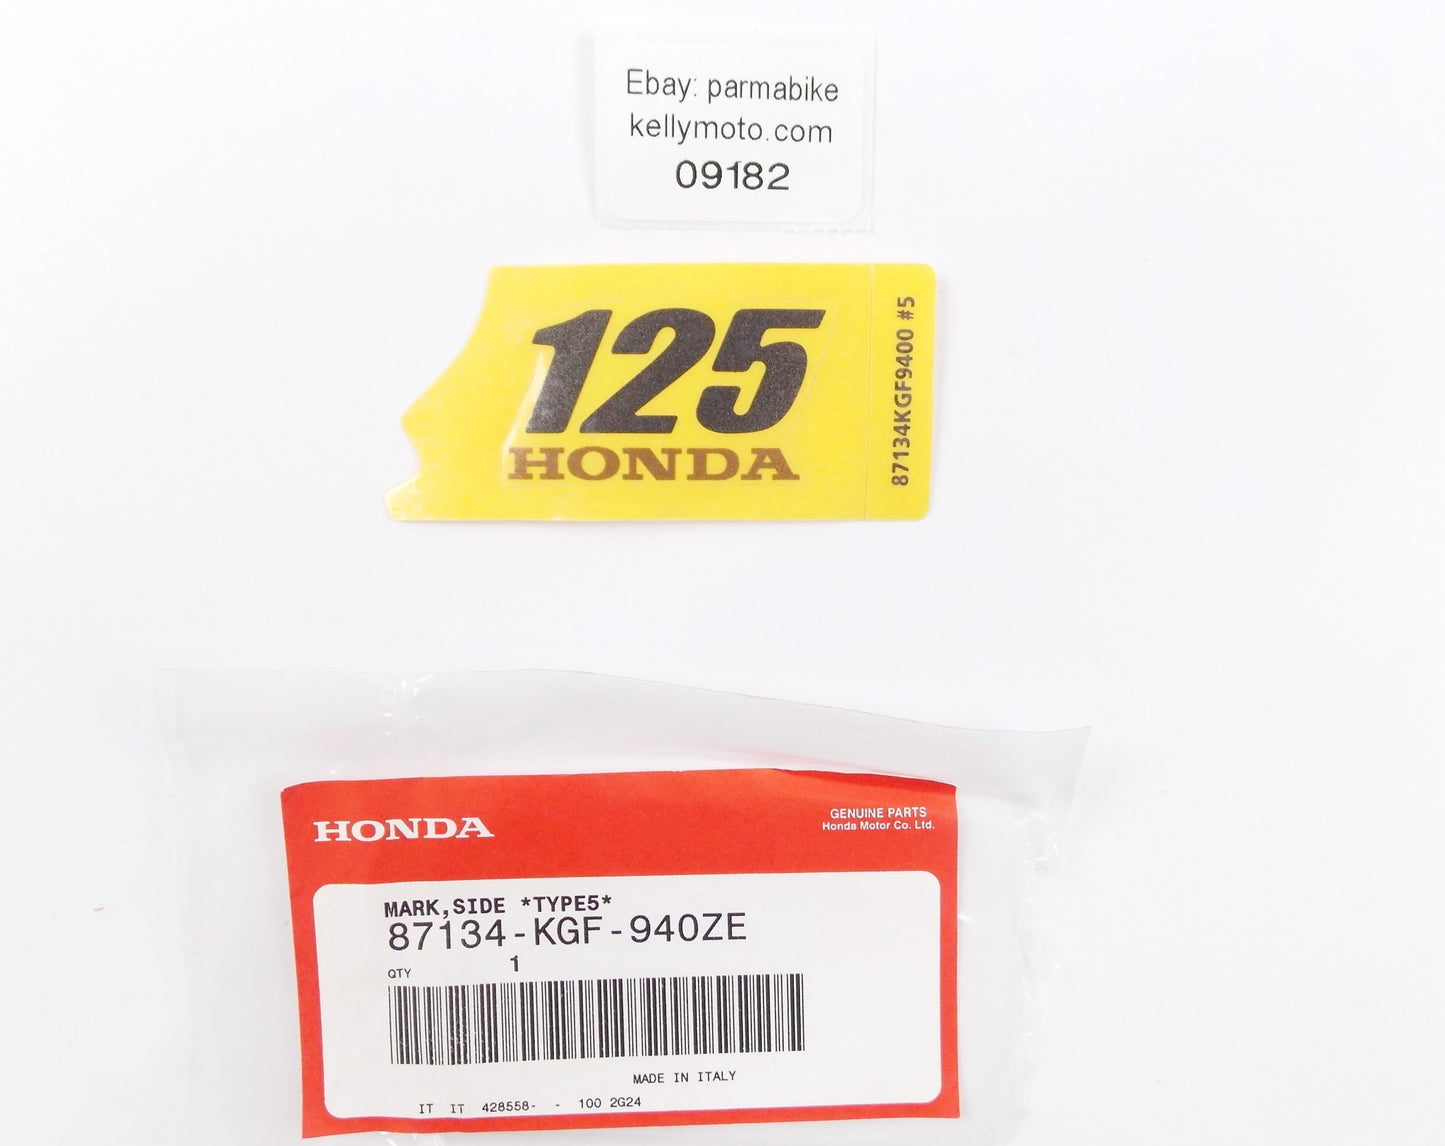 Ebay: parmabike
kellymoto.com
09182
125
HONDA
87134KGF9400 #5
HONDA
GENUINE PARTS
Honda Motor Co. Ltd.
MARK,SIDE *TYPE5*
87134-KGF-940ZE
QTY 1
MADE IN ITALY
IT IT 428558- - 100 2G24